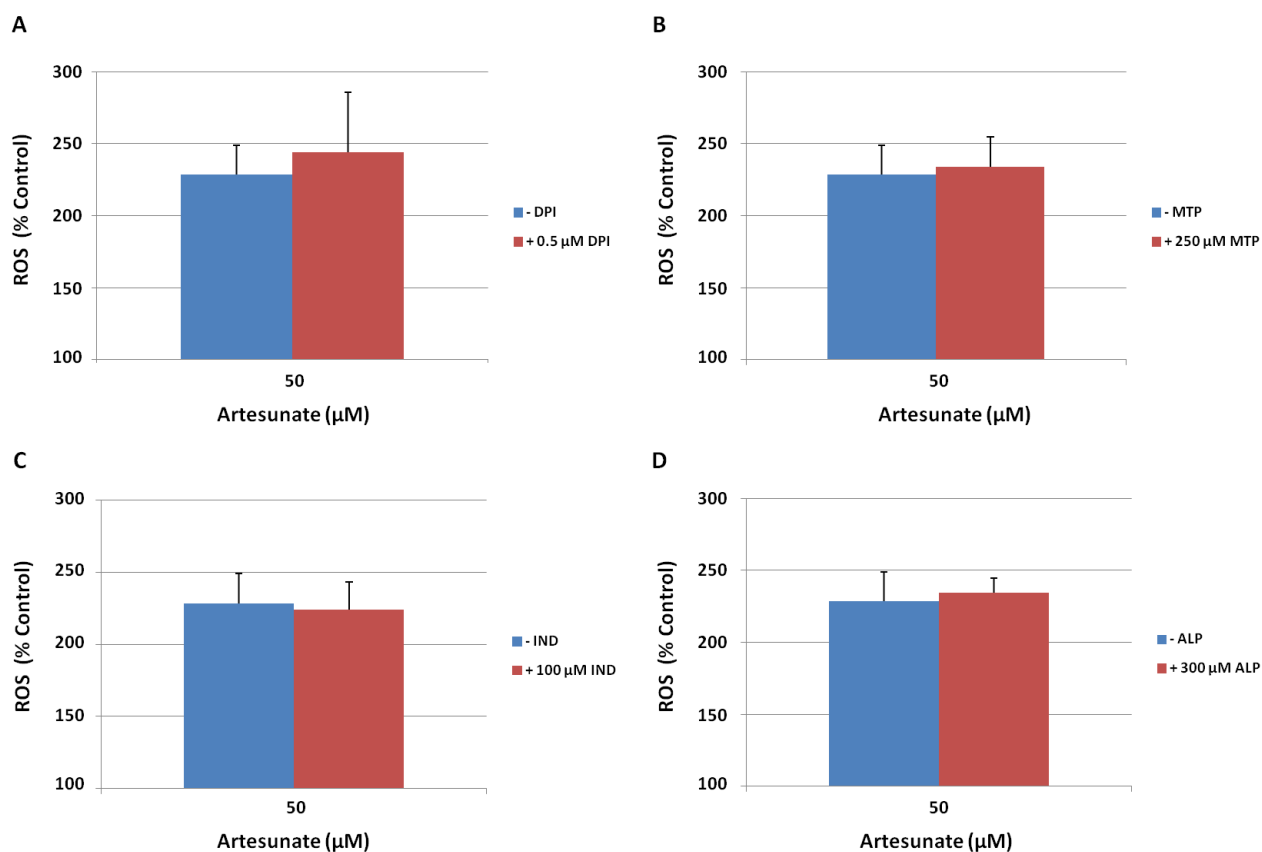 A
300
250
200
150
100
ROS (% Control)
50
Artesunate (µM)
- DPI
+ 0.5 µM DPI
B
300
250
200
150
100
ROS (% Control)
50
Artesunate (µM)
- MTP
+ 250 µM MTP
C
300
250
200
150
100
ROS (% Control)
50
Artesunate (µM)
- IND
+ 100 µM IND
D
300
250
200
150
100
ROS (% Control)
50
Artesunate (µM)
- ALP
+ 300 µM ALP